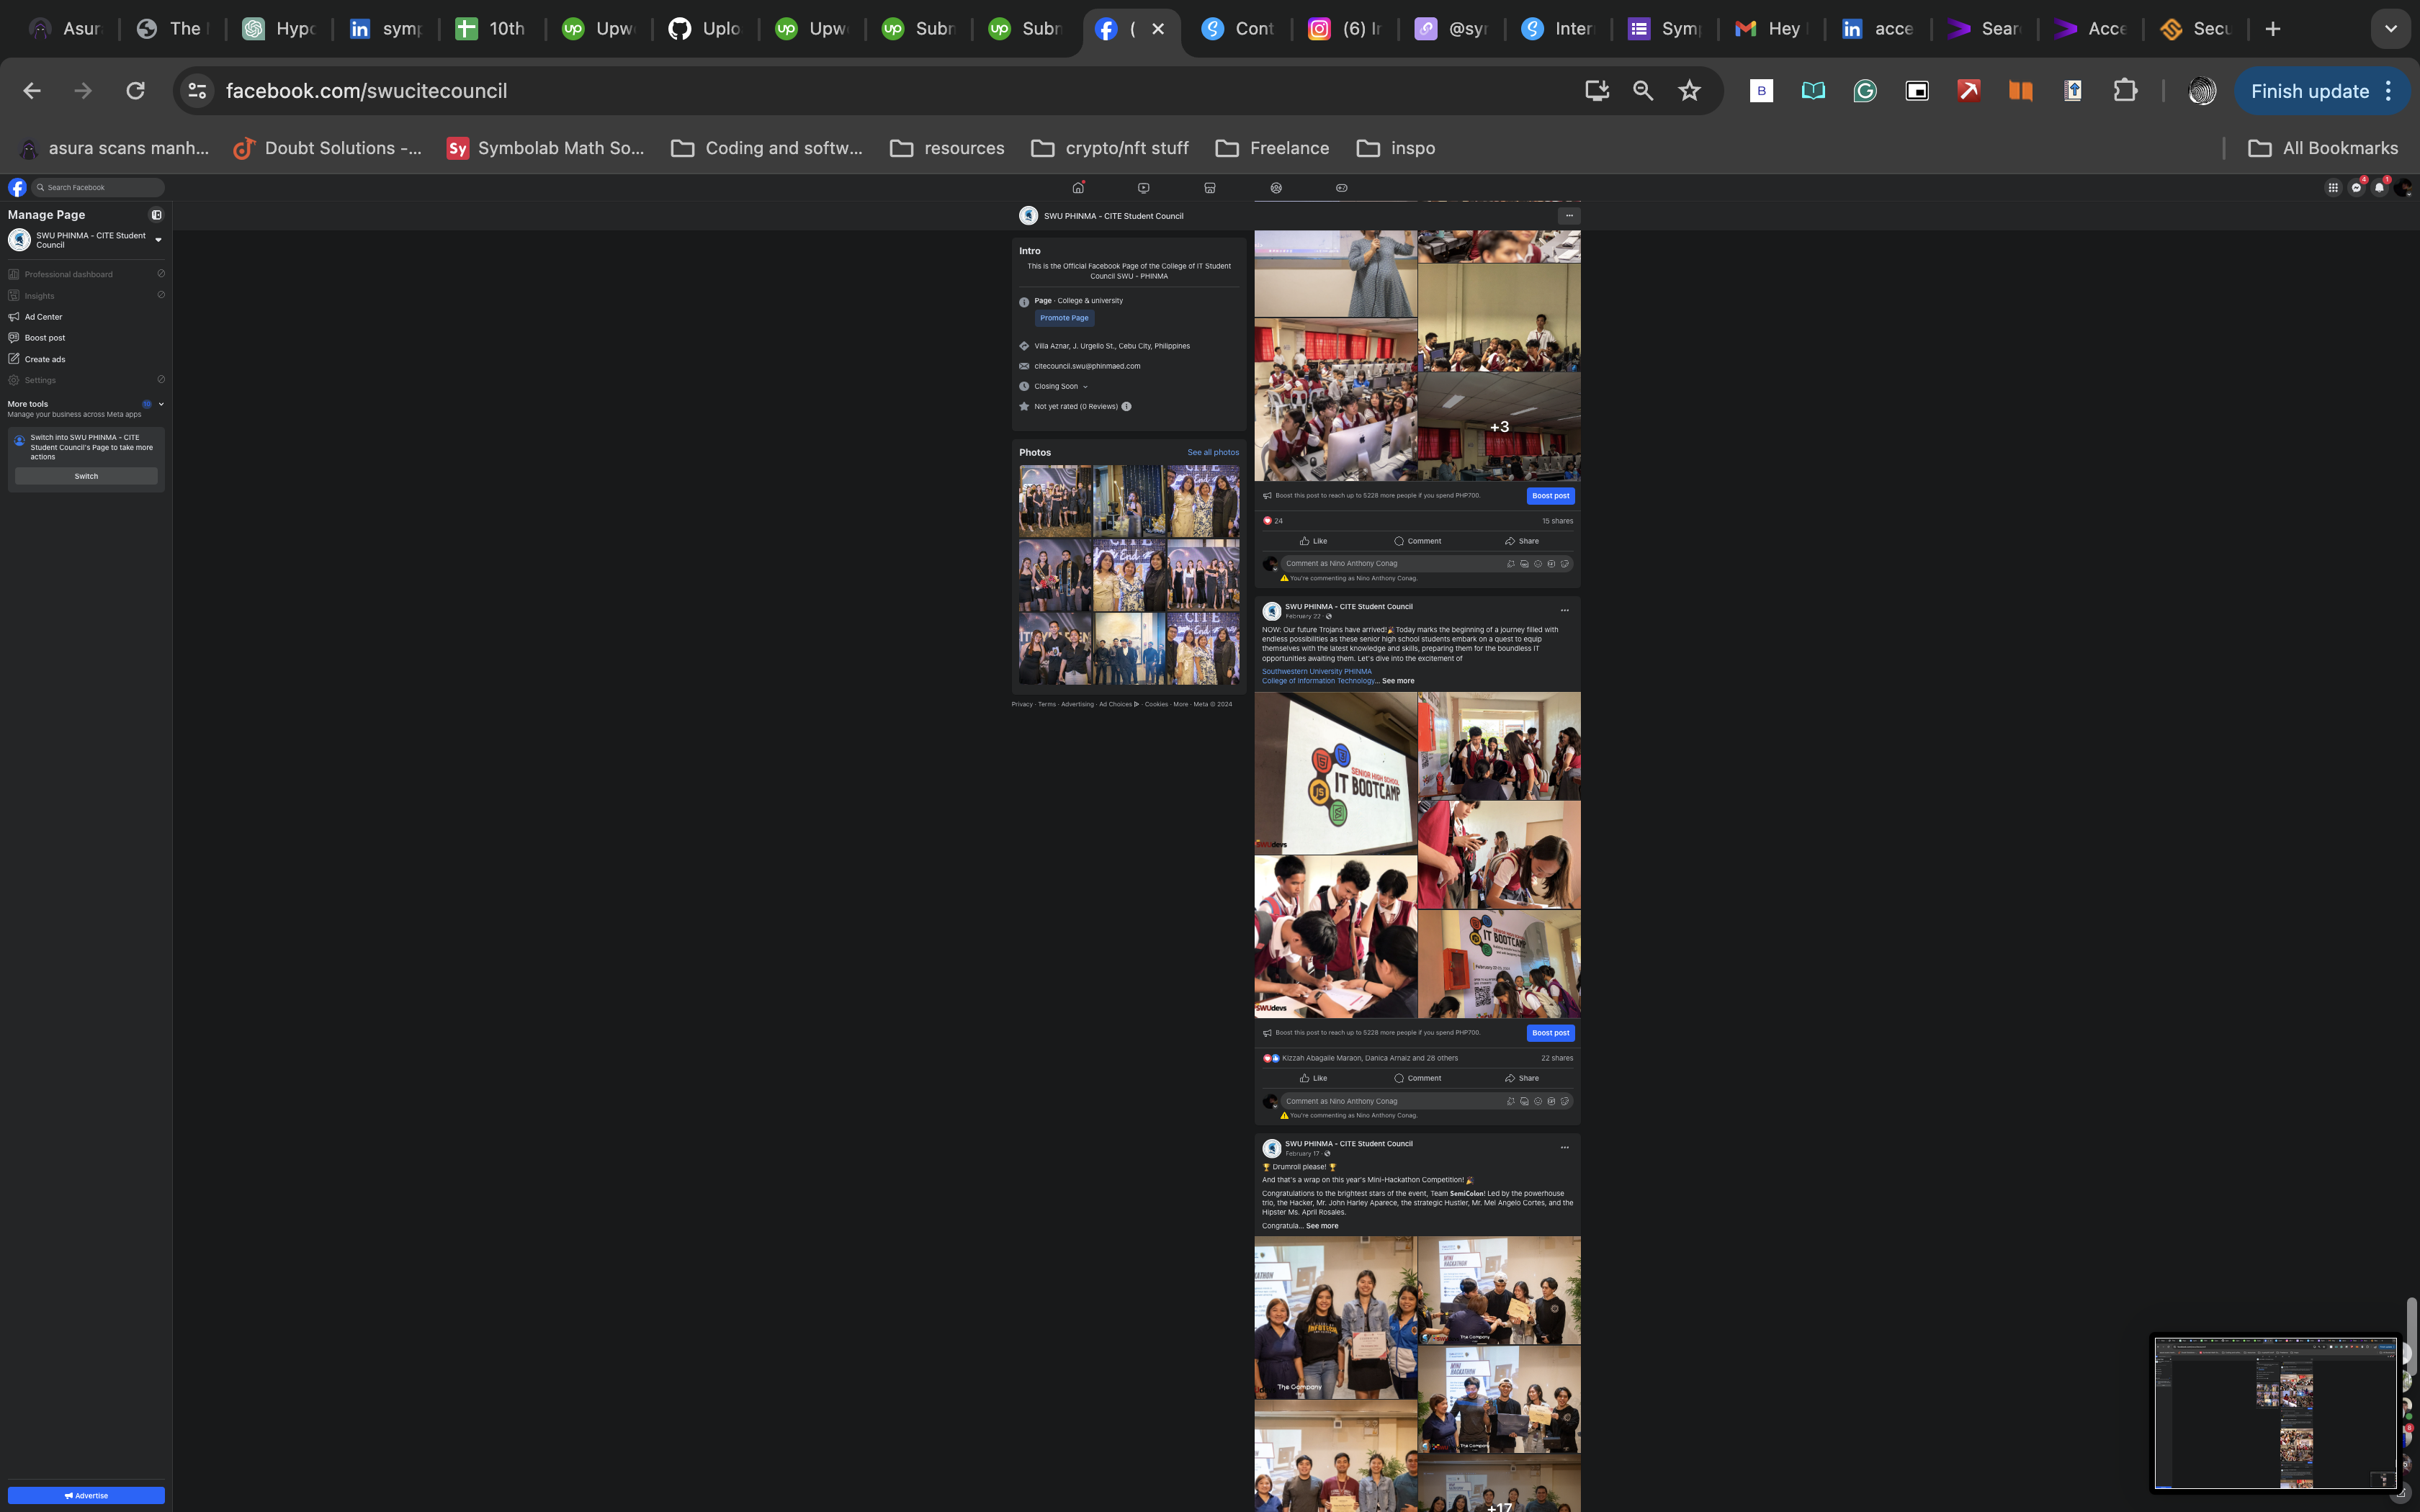 Asur
The
Hypo
symp
10th
Upw
Uplo
Upw
Subn
Subn
(
Cont
(6) In
@syr
Inter
Symp
Hey
acce
Sear
Acce
Secu
facebook.com/swucitecouncil
Finish update
asura scans manh...
Doubt Solutions -...
Symbolab Math So...
Coding and softw...
resources
crypto/nft stuff
Freelance
inspo
All Bookmarks
Search Facebook
4
1
Manage Page
SWU PHINMA - CITE Student
Council
Professional dashboard
Insights
Ad Center
Boost post
Create ads
Settings
More tools
Manage your business across Meta apps
Switch into SWU PHINMA - CITE
Student Council's Page to take more
actions
Switch
Advertise
SWU PHINMA - CITE Student Council
Intro
This is the Official Facebook Page of the College of IT Student
Council SWU - PHINMA
Page · College & university
Promote Page
Villa Aznar, J. Urgello St., Cebu City, Philippines
citecouncil.swu@phinmaed.com
Closing Soon
Not yet rated (0 Reviews)
Photos
See all photos
Privacy · Terms · Advertising · Ad Choices · Cookies · More · Meta © 2024
+3
Boost this post to reach up to 5228 more people if you spend PHP700.
Boost post
24
15 shares
Like
Comment
Share
Comment as Nino Anthony Conag
You're commenting as Nino Anthony Conag.
SWU PHINMA - CITE Student Council
February 22 ·
NOW: Our future Trojans have arrived!🎉 Today marks the beginning of a journey filled with
endless possibilities as these senior high school students embark on a quest to equip
themselves with the latest knowledge and skills, preparing them for the boundless IT
opportunities awaiting them. Let's dive into the excitement of
Southwestern University PHINMA
College of Information Technology... See more
SENIOR HIGH SCHOOL
IT BOOTCAMP
SWUdevs
SWUdevs
IT BOOTCAMP
Boost this post to reach up to 5228 more people if you spend PHP700.
Boost post
Kizzah Abagaile Maraon, Danica Arnaiz and 28 others
22 shares
Like
Comment
Share
Comment as Nino Anthony Conag
You're commenting as Nino Anthony Conag.
SWU PHINMA - CITE Student Council
February 17 ·
🏆 Drumroll please! 🏆
And that's a wrap on this year's Mini-Hackathon Competition! 🎉
Congratulations to the brightest stars of the event, Team SemiColon! Led by the powerhouse
trio, the Hacker, Mr. John Harley Aparece, the strategic Hustler, Mr. Mel Angelo Cortes, and the
Hipster Ms. April Rosales.
Congratula... See more
MINI
HACKATHON
The Company
The Company
MINI
HACKATHON
The Company
+17